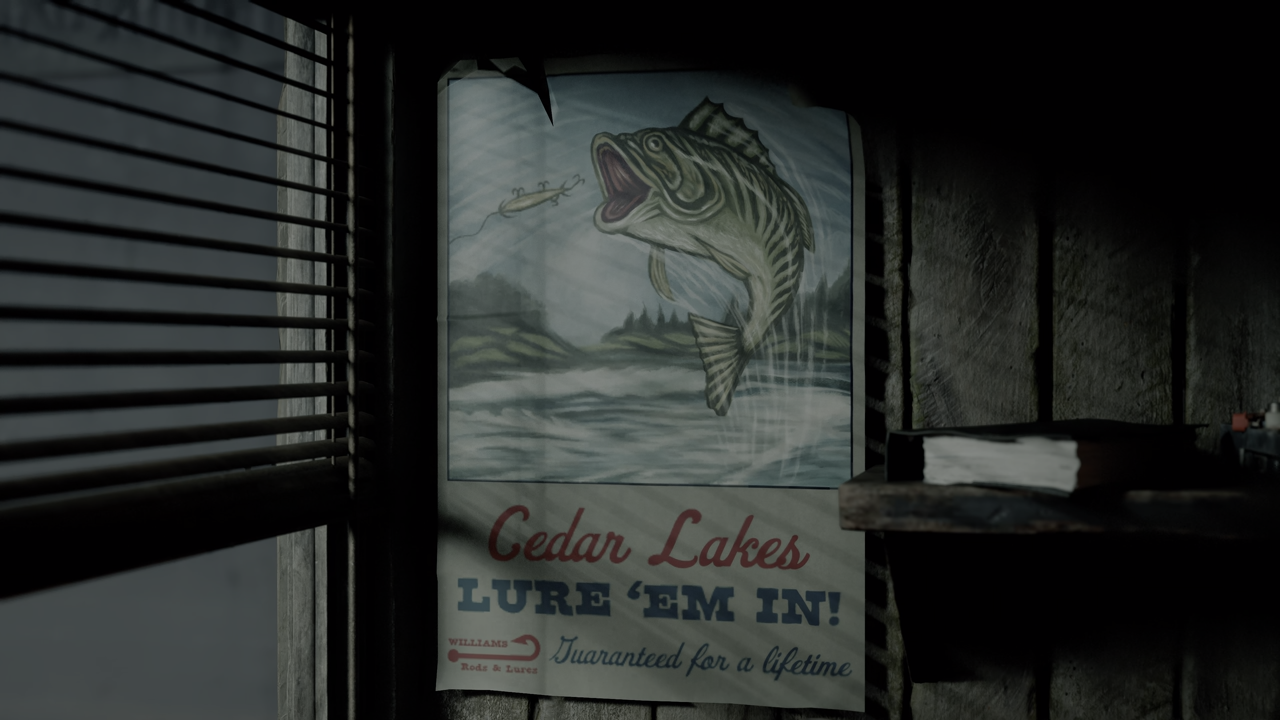 Cedar Lakes
LURE ‘EM IN!
WILLIAMS
Rods & Lures
Guaranteed for a lifetime